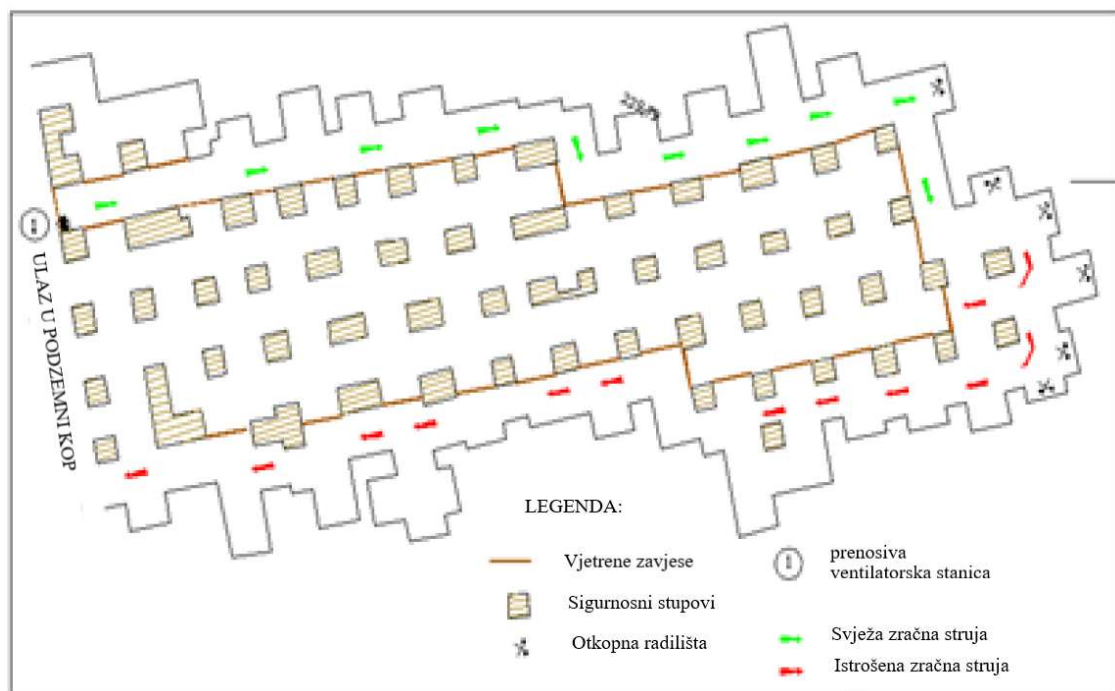 ULAZ U PODZEMNI KOP
LEGENDA:
Vjetrene zavjese
Sigurnosni stupovi
Otkopna radilišta
prenosiva
ventilatorska stanica
Svježa zračna struja
Istrošena zračna struja